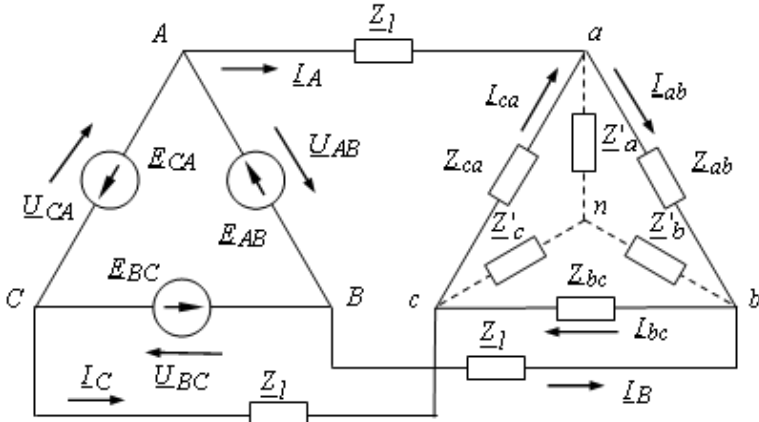 A
Z_l
a
I_A
I_ca
I_ab
E_CA
U_AB
Z'_a
Z_ca
Z_ab
U_CA
E_AB
n
Z'_c
Z'_b
E_BC
Z_bc
C
B
c
b
I_bc
U_BC
Z_l
I_C
Z_l
I_B